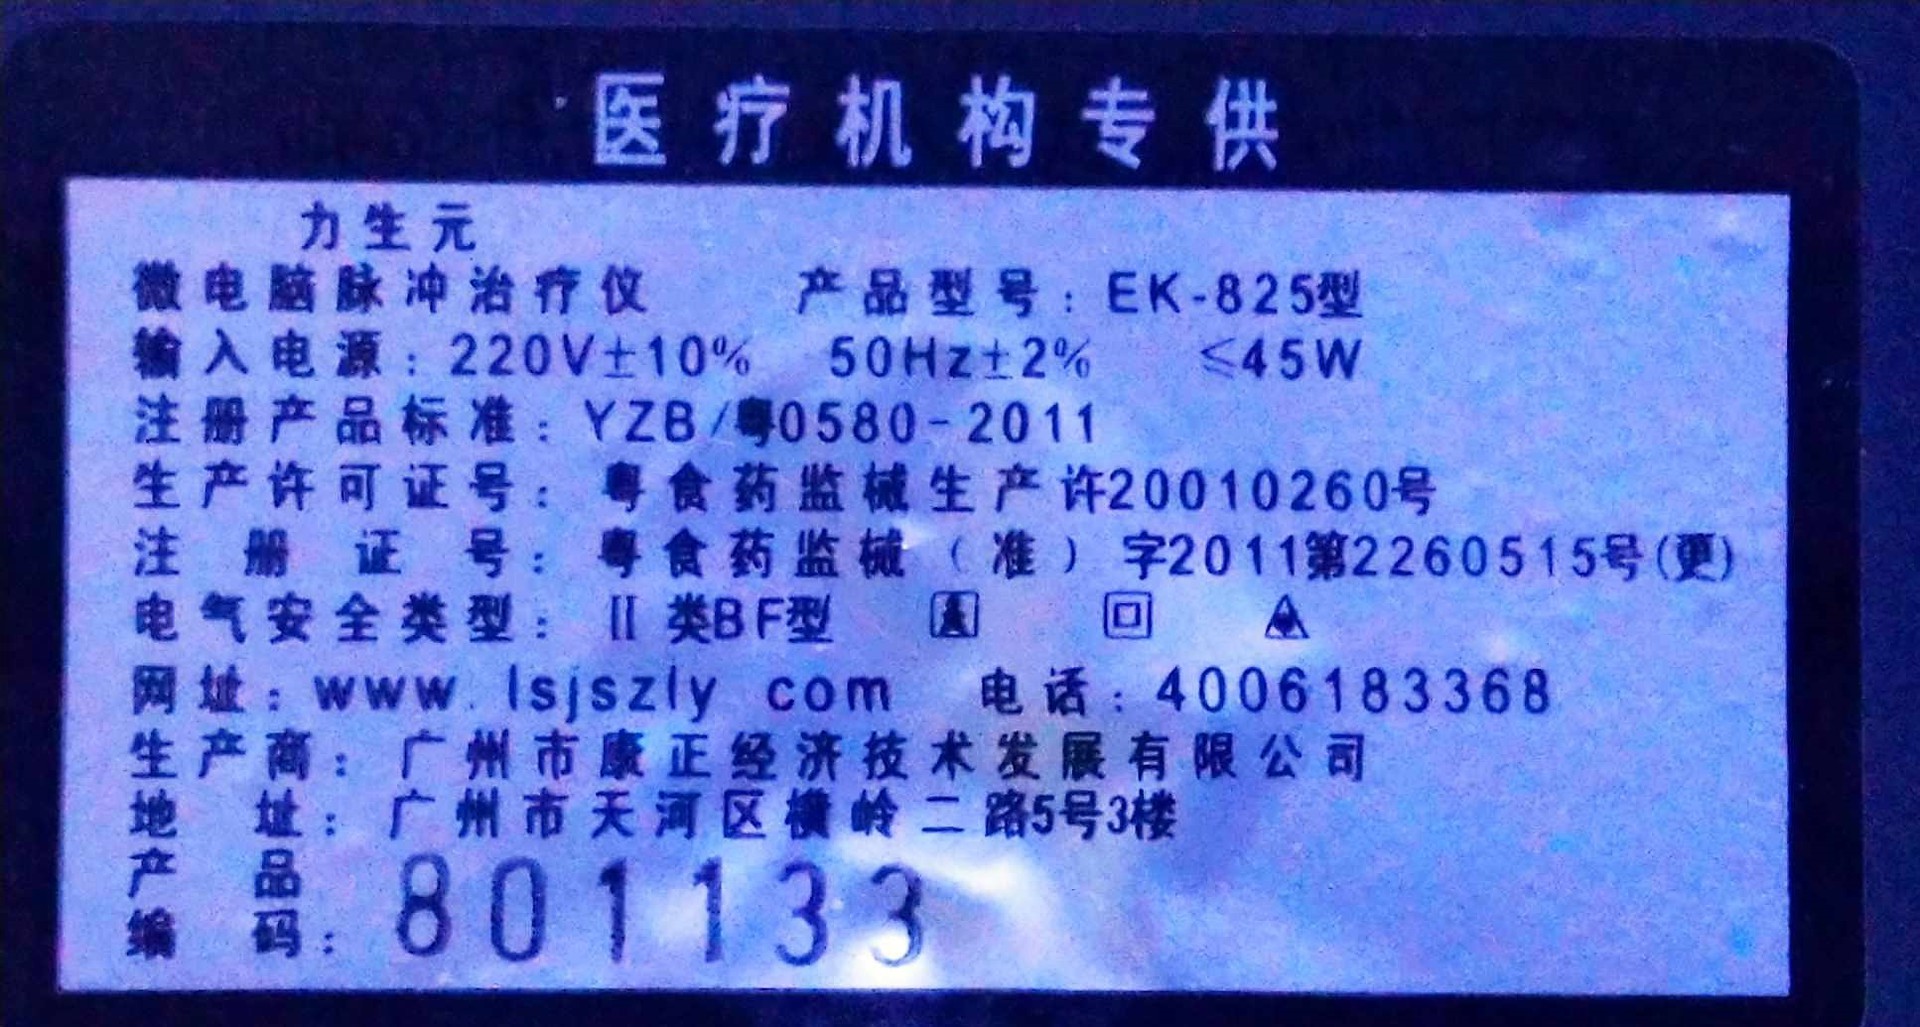 医疗机构专供
力生元
微电脑脉冲治疗仪 产品型号：EK-825型
输入电源：220V±10% 50Hz±2% ≤45W
注册产品标准：YZB/粤0580-2011
生产许可证号：粤食药监械生产许20010260号
注册证号：粤食药监械（准）字2011第2260515号(更)
电气安全类型：II类BF型
网址：www.lsjszly com 电话：4006183368
生产商：广州市康正经济技术发展有限公司
地址：广州市天河区横岭二路5号3楼
产品
编码：801133